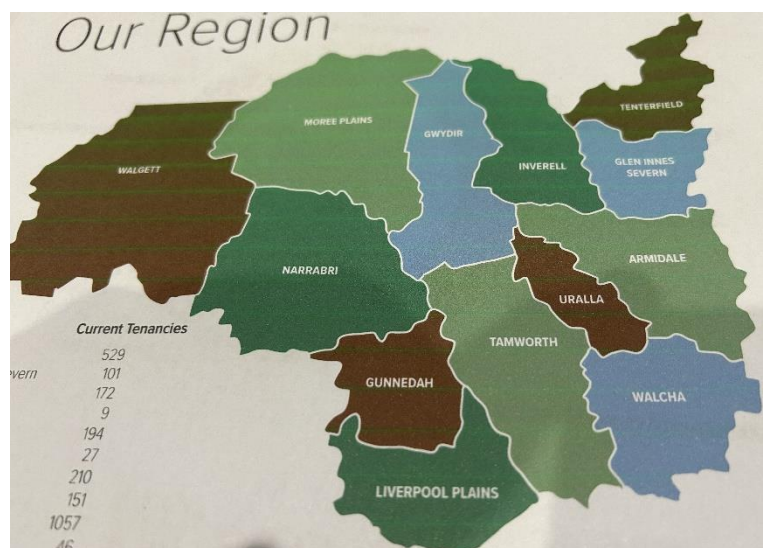 Our Region
TENTERFIELD
MOREE PLAINS
GWYDIR
WALGETT
INVERELL
GLEN INNES
SEVERN
NARRABRI
ARMIDALE
URALLA
TAMWORTH
GUNNEDAH
WALCHA
LIVERPOOL PLAINS
Current Tenancies
529
evern 101
172
9
194
27
210
151
1057
46